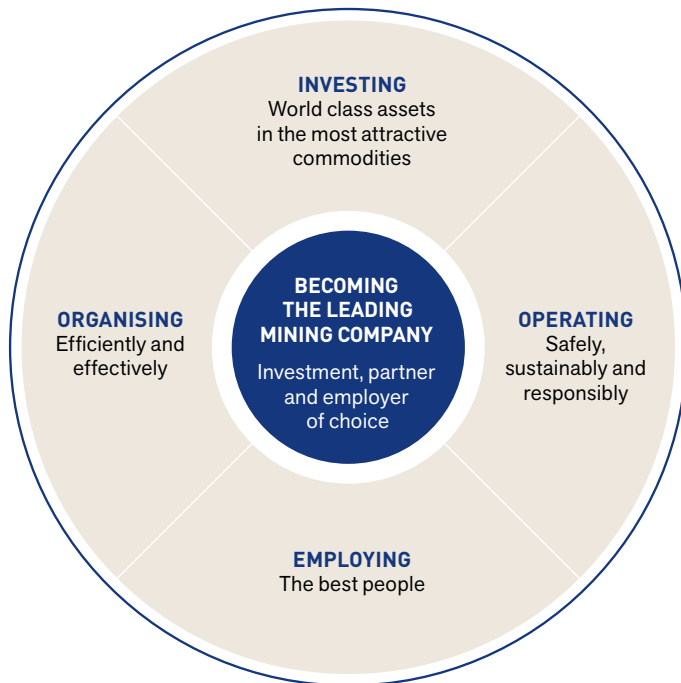 INVESTING
World class assets
in the most attractive
commodities
ORGANISING
Efficiently and
effectively
BECOMING
THE LEADING
MINING COMPANY
Investment, partner
and employer
of choice
OPERATING
Safely,
sustainably and
responsibly
EMPLOYING
The best people